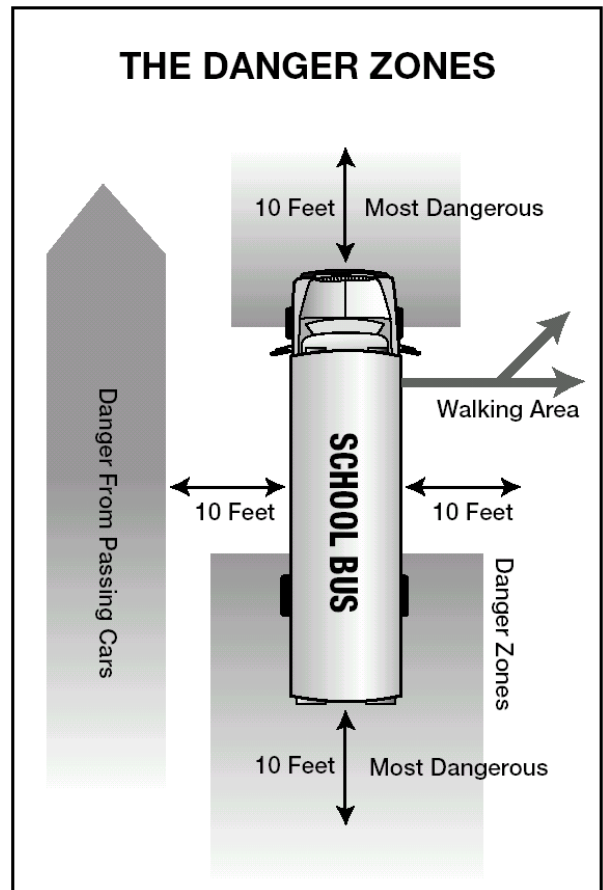 THE DANGER ZONES
10 Feet
Most Dangerous
Walking Area
Danger From Passing Cars
SCHOOL BUS
10 Feet
10 Feet
Danger Zones
10 Feet
Most Dangerous